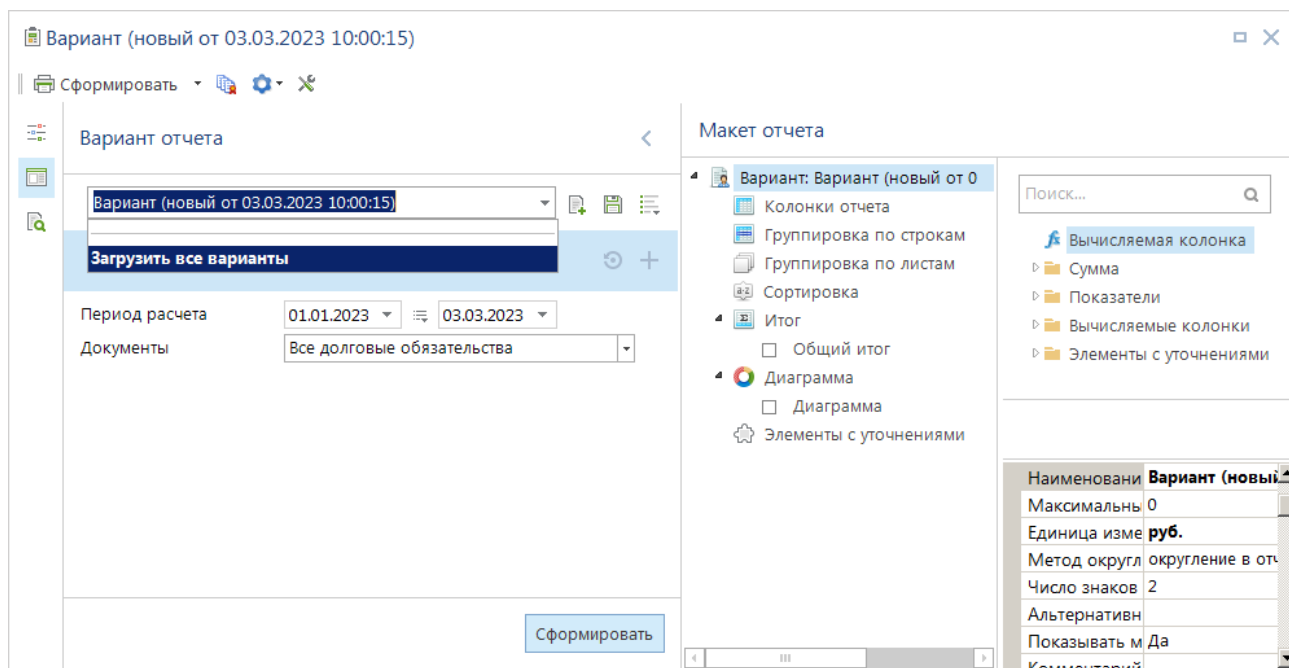 Вариант (новый от 03.03.2023 10:00:15)
Сформировать
Вариант отчета
Вариант (новый от 03.03.2023 10:00:15)
Загрузить все варианты
Период расчета 01.01.2023 03.03.2023
Документы Все долговые обязательства
Сформировать
Макет отчета
Вариант: Вариант (новый от 0
Колонки отчета
Группировка по строкам
Группировка по листам
Сортировка
Итог
Общий итог
Диаграмма
Диаграмма
Элементы с уточнениями
Поиск...
Вычисляемая колонка
Сумма
Показатели
Вычисляемые колонки
Элементы с уточнениями
Наименовани Вариант (новый
Максимальны 0
Единица изме руб.
Метод округл округление в отч
Число знаков 2
Альтернативн
Показывать м Да
Комментарий